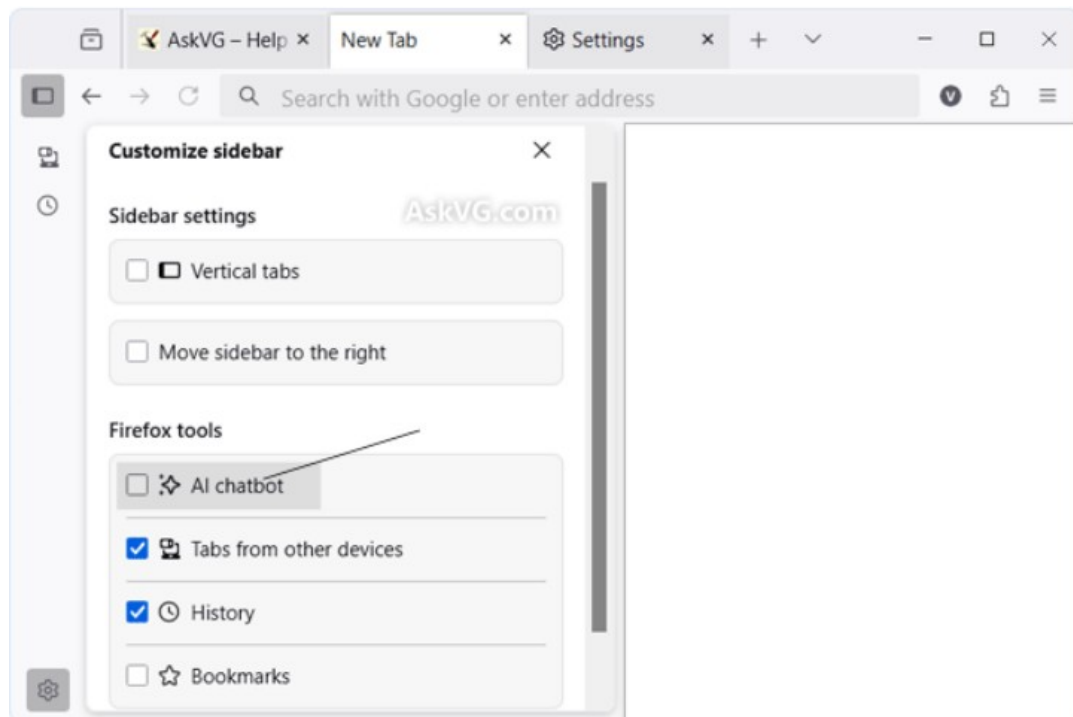 AskVG – Help
New Tab
Settings
Search with Google or enter address
V
Customize sidebar
AskVG.com
Sidebar settings
Vertical tabs
Move sidebar to the right
Firefox tools
AI chatbot
Tabs from other devices
History
Bookmarks